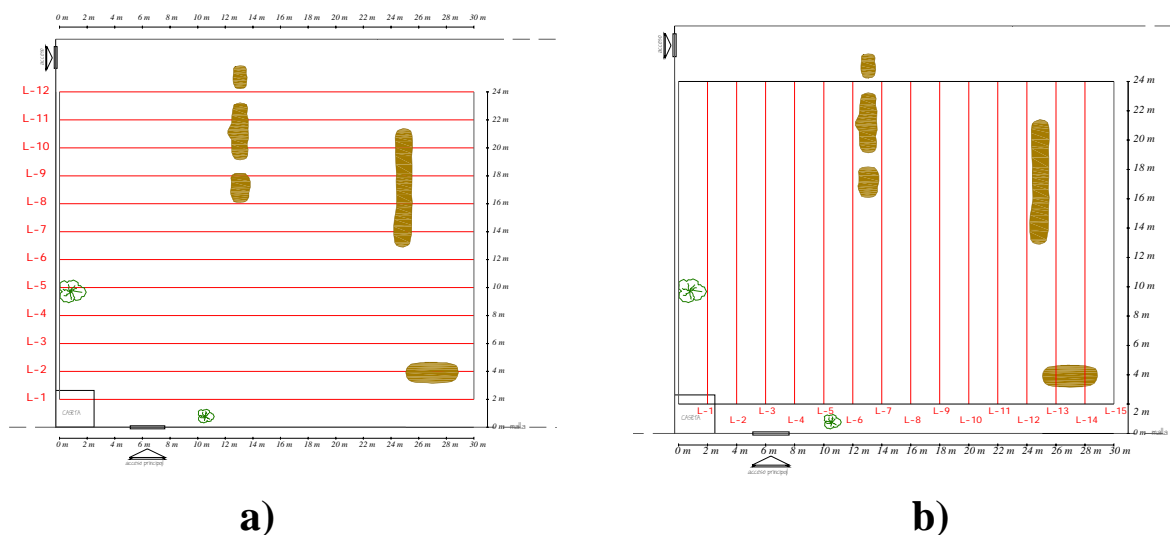 0 m 2 m 4 m 6 m 8 m 10 m 12 m 14 m 16 m 18 m 20 m 22 m 24 m 26 m 28 m 30 m
accese
L-12 24 m
L-11 22 m
L-10 20 m
L-9 18 m
L-8 16 m
L-7 14 m
L-6 12 m
L-5 10 m
L-4 8 m
L-3 6 m
L-2 4 m
L-1 2 m
CASETA
0 m
0 m 2 m 4 m 6 m 8 m 10 m 12 m 14 m 16 m 18 m 20 m 22 m 24 m 26 m 28 m 30 m
accese principal
a)
accese
24 m
22 m
20 m
18 m
16 m
14 m
12 m
10 m
8 m
6 m
4 m
2 m
L-1 L-3 L-5 L-7 L-9 L-11 L-13 L-15
CASETA L-2 L-4 L-6 L-8 L-10 L-12 L-14
0 m
0 m 2 m 4 m 6 m 8 m 10 m 12 m 14 m 16 m 18 m 20 m 22 m 24 m 26 m 28 m 30 m
accese principal
b)